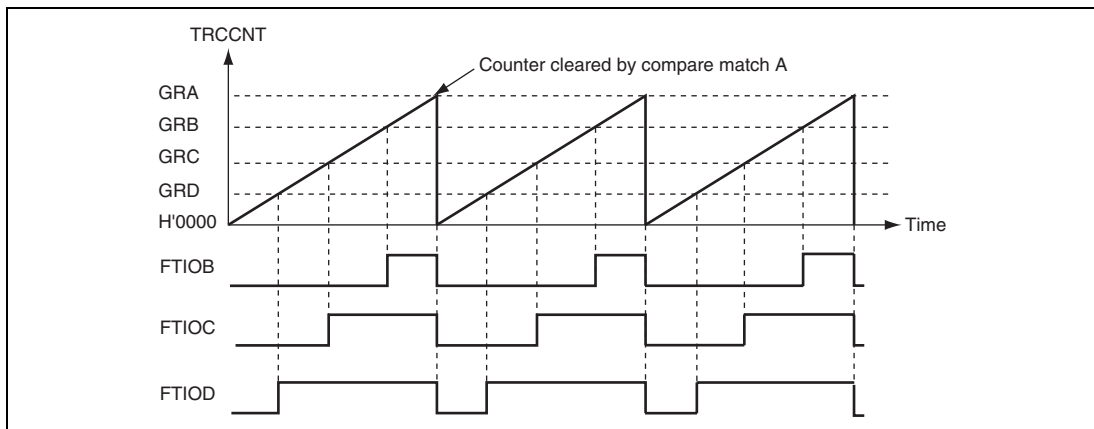 TRCCNT
Counter cleared by compare match A
GRA
GRB
GRC
GRD
H'0000
Time
FTIOB
FTIOC
FTIOD